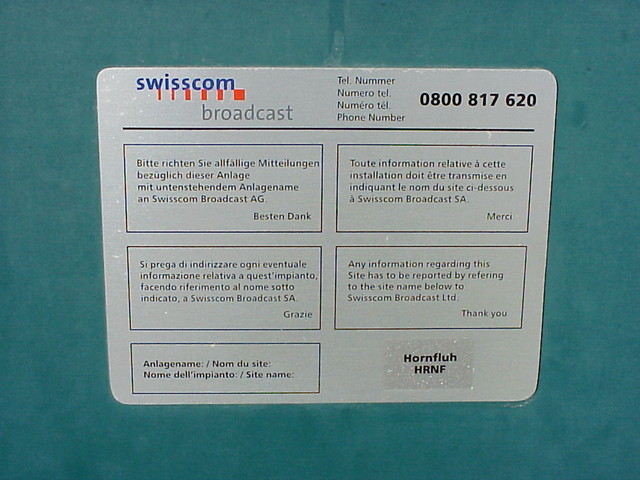 swisscom
broadcast
Tel. Nummer
Numero tel.
Numéro tél.
Phone Number
0800 817 620
Bitte richten Sie allfällige Mitteilungen
bezüglich dieser Anlage
mit untenstehendem Anlagename
an Swisscom Broadcast AG.
Besten Dank
Toute information relative à cette
installation doit être transmise en
indiquant le nom du site ci-dessous
à Swisscom Broadcast SA.
Merci
Si prega di indirizzare ogni eventuale
informazione relativa a quest'impianto,
facendo riferimento al nome sotto
indicato, a Swisscom Broadcast SA.
Grazie
Any information regarding this
Site has to be reported by refering
to the site name below to
Swisscom Broadcast Ltd.
Thank you
Anlagename: / Nom du site:
Nome dell'impianto: / Site name:
Hornfluh
HRNF